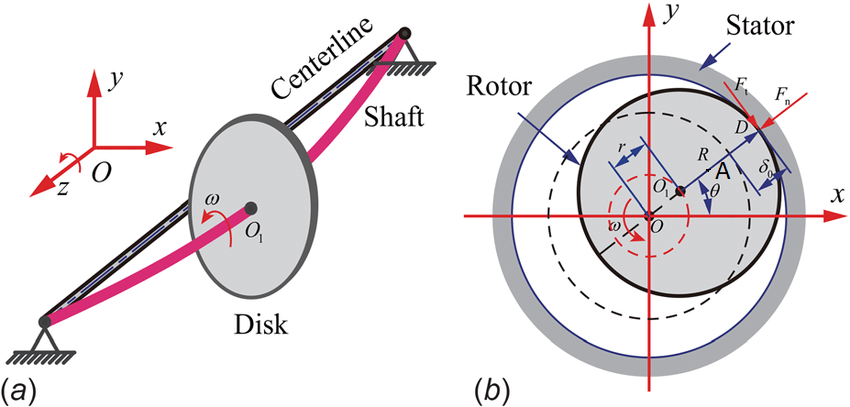 Centerline
Shaft
y
x
O
z
ω
O₁
Disk
(a)
y
Stator
Rotor
Fₜ
Fₙ
D
r
R
A
δ₀
O₁
θ
x
ω
O
(b)